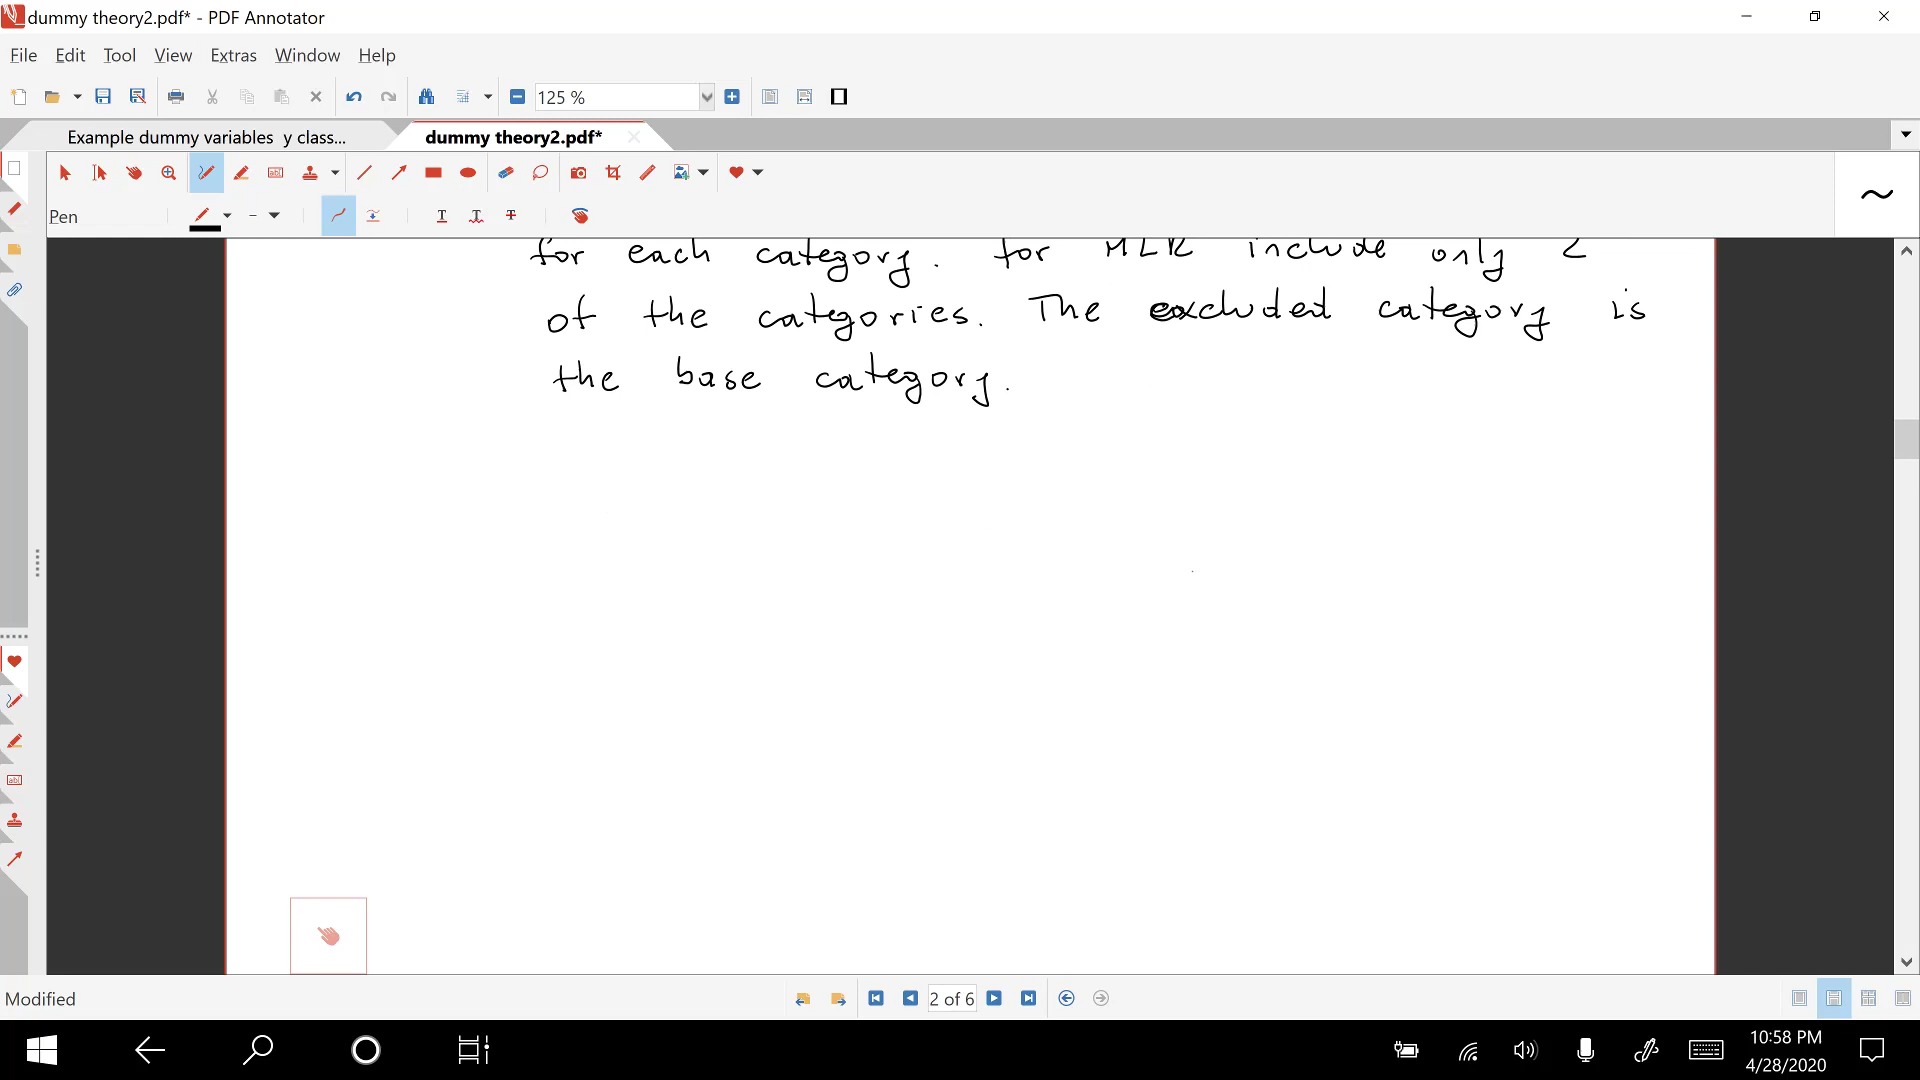 dummy theory2.pdf* - PDF Annotator
File Edit Tool View Extras Window Help
125 %
Example dummy variables y class...
dummy theory2.pdf*
Pen
for each category. for MLR include only 2
of the categories. The excluded category is
the base category.
Modified
2 of 6
10:58 PM
4/28/2020